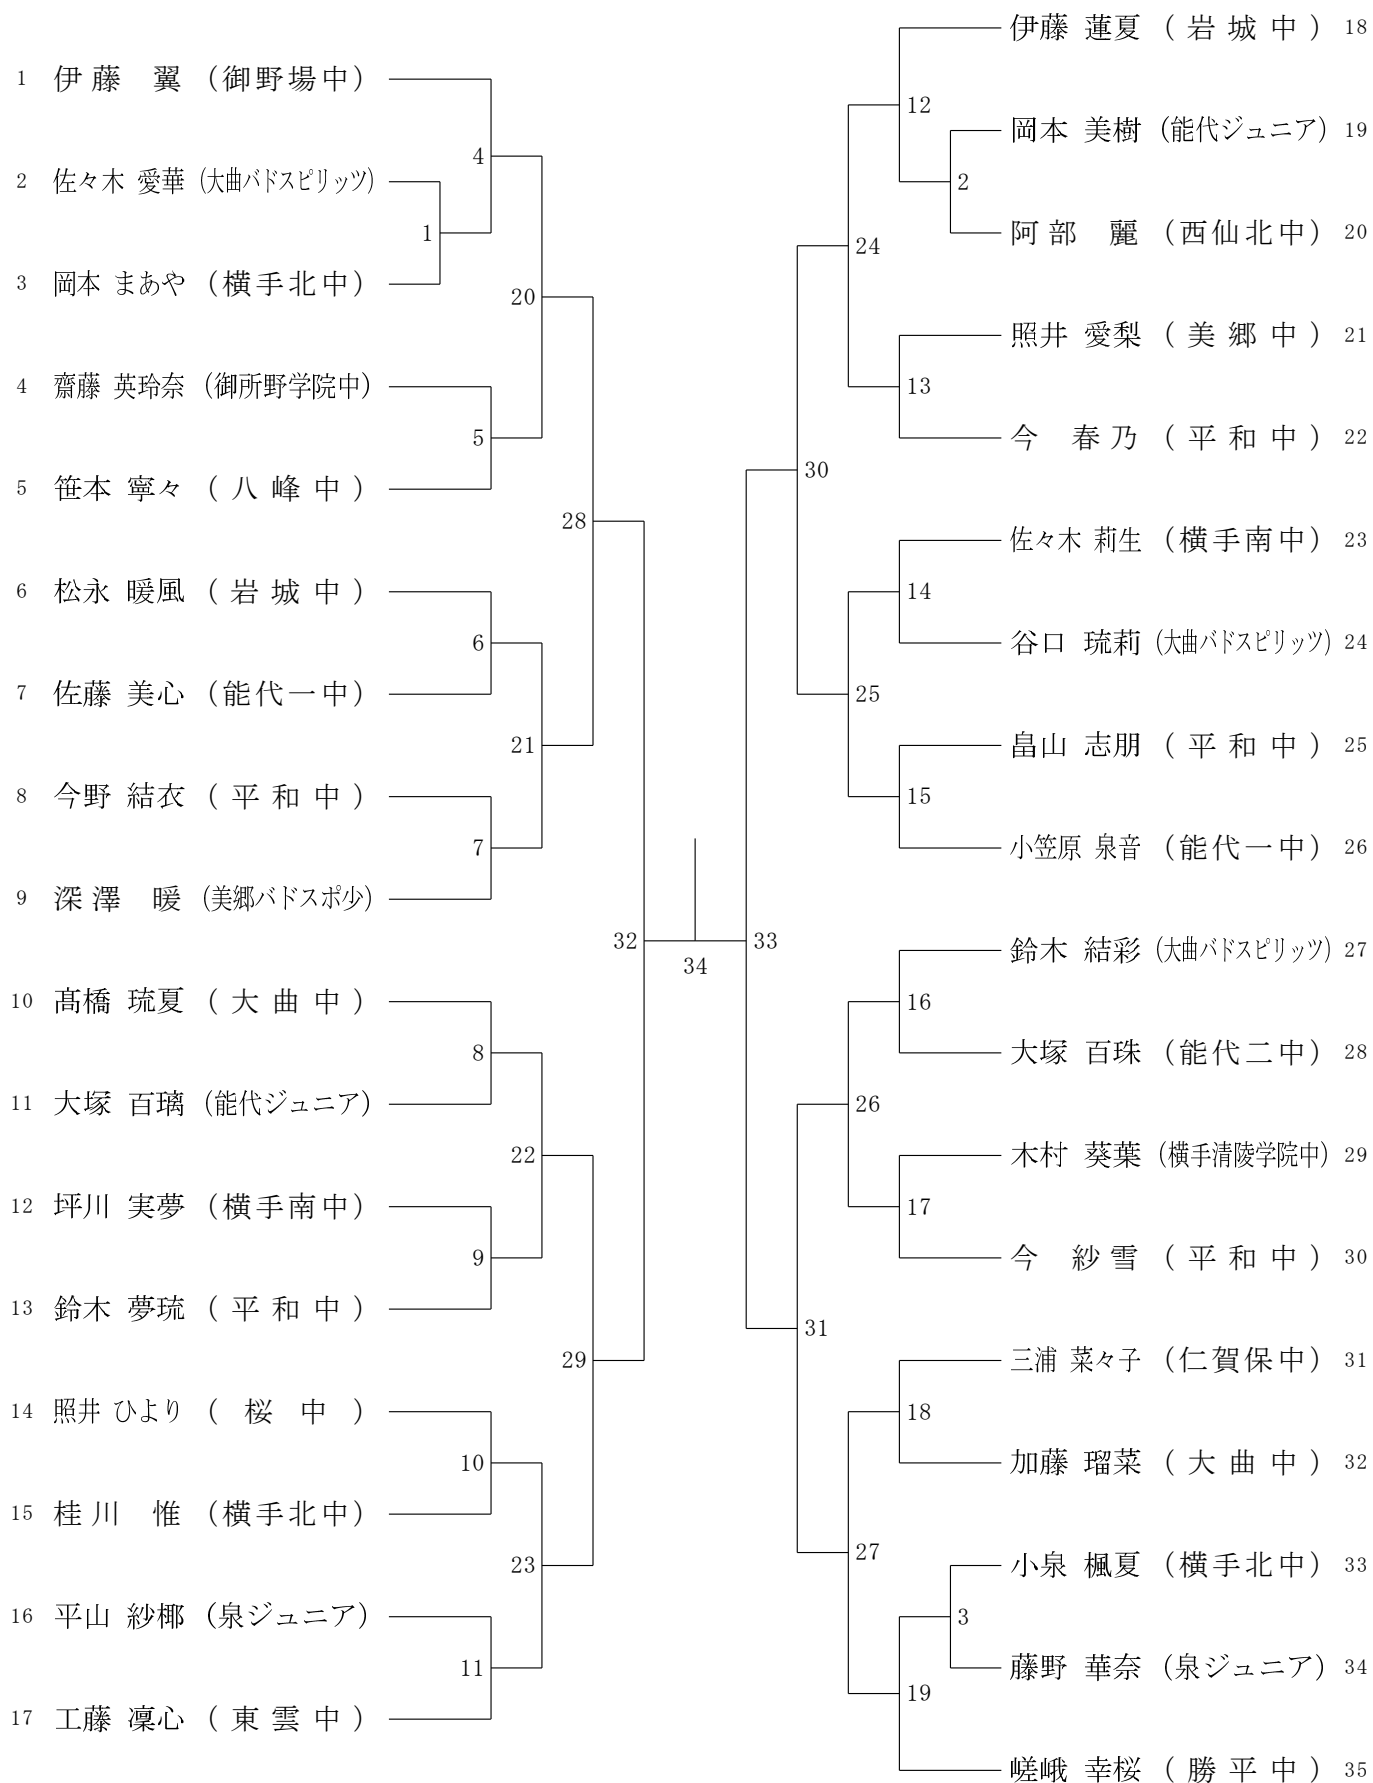 1 伊藤 翼 (御野場中)
2 佐々木 愛華 (大曲バドスピリッツ)
3 岡本 まあや (横手北中)
4 齋藤 英玲奈 (御所野学院中)
5 笹本 寧々 (八峰中)
6 松永 暖風 (岩城中)
7 佐藤 美心 (能代一中)
8 今野 結衣 (平和中)
9 深澤 暖 (美郷バドスポ少)
10 髙橋 琉夏 (大曲中)
11 大塚 百璃 (能代ジュニア)
12 坪川 実夢 (横手南中)
13 鈴木 夢琉 (平和中)
14 照井 ひより (桜中)
15 桂川 惟 (横手北中)
16 平山 紗椰 (泉ジュニア)
17 工藤 凜心 (東雲中)
1
4
5
6
7
8
9
10
11
20
21
22
23
28
29
32
34
33
30
31
24
25
26
27
12
13
14
15
16
17
18
19
2
3
伊藤 蓮夏 (岩城中) 18
岡本 美樹 (能代ジュニア) 19
阿部 麗 (西仙北中) 20
照井 愛梨 (美郷中) 21
今 春乃 (平和中) 22
佐々木 莉生 (横手南中) 23
谷口 琉莉 (大曲バドスピリッツ) 24
畠山 志朋 (平和中) 25
小笠原 泉音 (能代一中) 26
鈴木 結彩 (大曲バドスピリッツ) 27
大塚 百珠 (能代二中) 28
木村 葵葉 (横手清陵学院中) 29
今 紗雪 (平和中) 30
三浦 菜々子 (仁賀保中) 31
加藤 瑠菜 (大曲中) 32
小泉 楓夏 (横手北中) 33
藤野 華奈 (泉ジュニア) 34
嵯峨 幸桜 (勝平中) 35